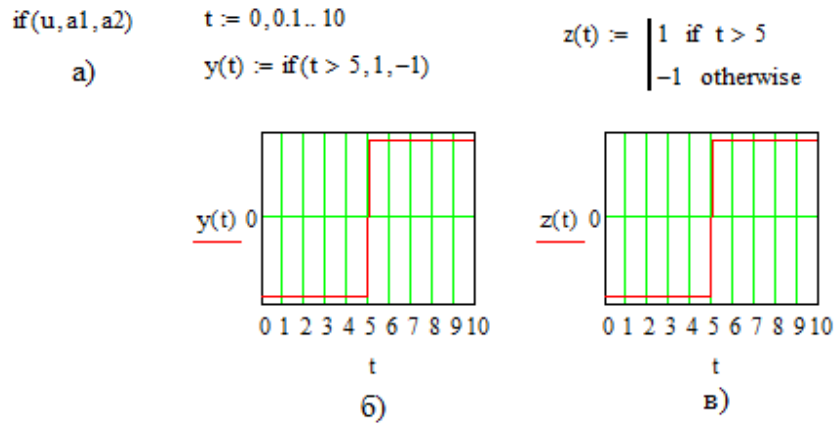 if(u,a1,a2)
а)
t := 0,0.1.. 10
y(t) := if(t > 5,1,−1)
y(t) 0
0 1 2 3 4 5 6 7 8 9 10
t
б)
z(t) := 1 if t > 5
−1 otherwise
z(t) 0
0 1 2 3 4 5 6 7 8 9 10
t
в)